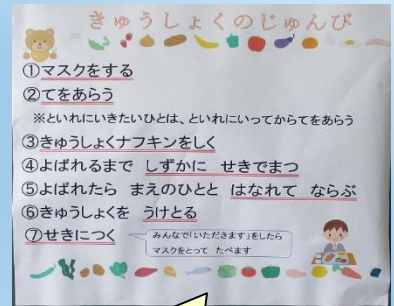 きゅうしょくのじゅんび
①マスクをする
②てをあらう
※といれにいきたいひとは、といれにいってからてをあらう
③きゅうしょくナフキンをしく
④よばれるまで　しずかに　せきでまつ
⑤よばれたら　まえのひとと　はなれて　ならぶ
⑥きゅうしょくを　うけとる
⑦せきにつく
みんなで「いただきます」をしたら
マスクをとって　たべます